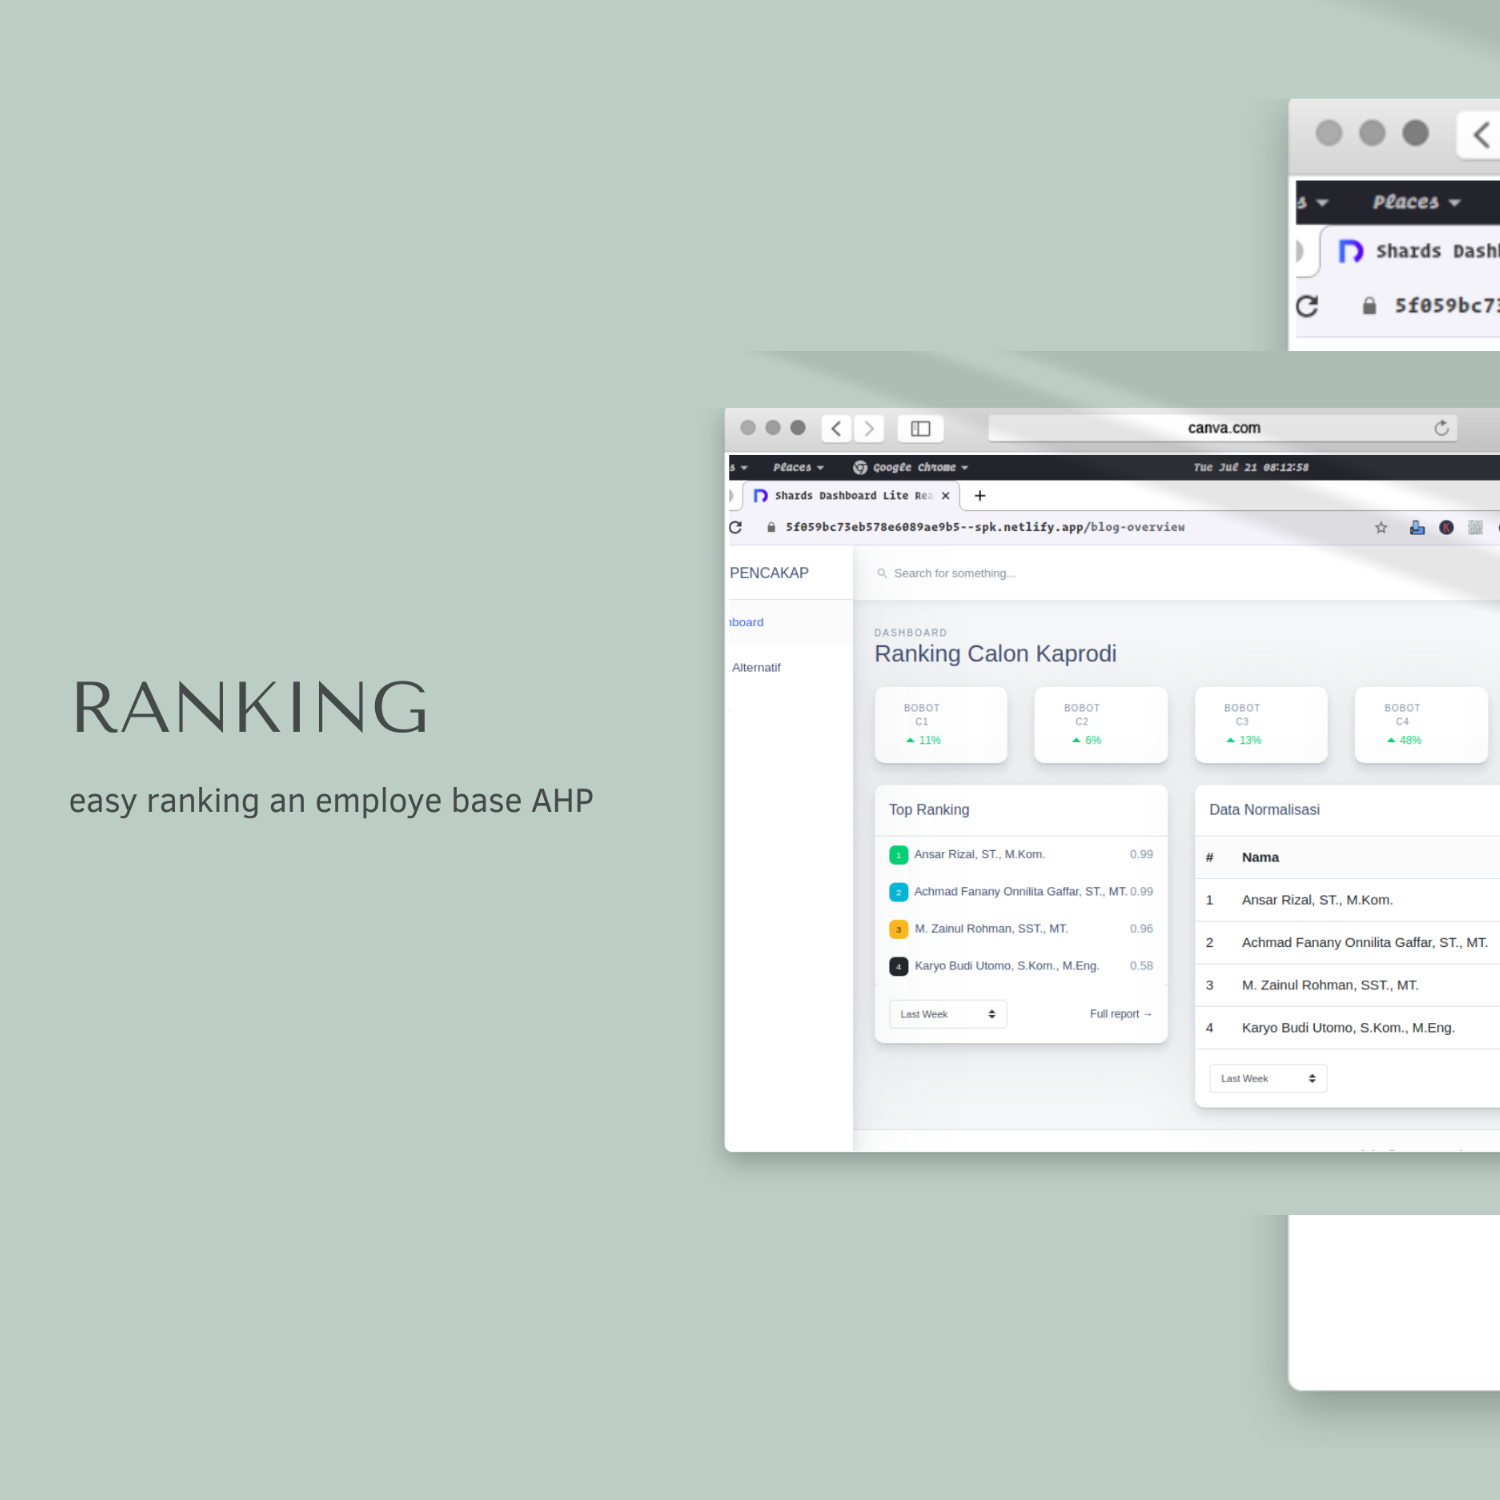 s Places
Shards Dash
5f059bc73
canva.com
s Places Google Chrome Tue Jul 21 08:12:58
Shards Dashboard Lite Rea
5f059bc73eb578e6089ae9b5--spk.netlify.app/blog-overview
PENCAKAP
Search for something...
board
Alternatif
DASHBOARD
Ranking Calon Kaprodi
BOBOT
C1
11%
BOBOT
C2
6%
BOBOT
C3
13%
BOBOT
C4
48%
RANKING
easy ranking an employe base AHP
Top Ranking
1 Ansar Rizal, ST., M.Kom. 0.99
2 Achmad Fanany Onnilita Gaffar, ST., MT. 0.99
3 M. Zainul Rohman, SST., MT. 0.96
4 Karyo Budi Utomo, S.Kom., M.Eng. 0.58
Last Week Full report →
Data Normalisasi
# Nama
1 Ansar Rizal, ST., M.Kom.
2 Achmad Fanany Onnilita Gaffar, ST., MT.
3 M. Zainul Rohman, SST., MT.
4 Karyo Budi Utomo, S.Kom., M.Eng.
Last Week